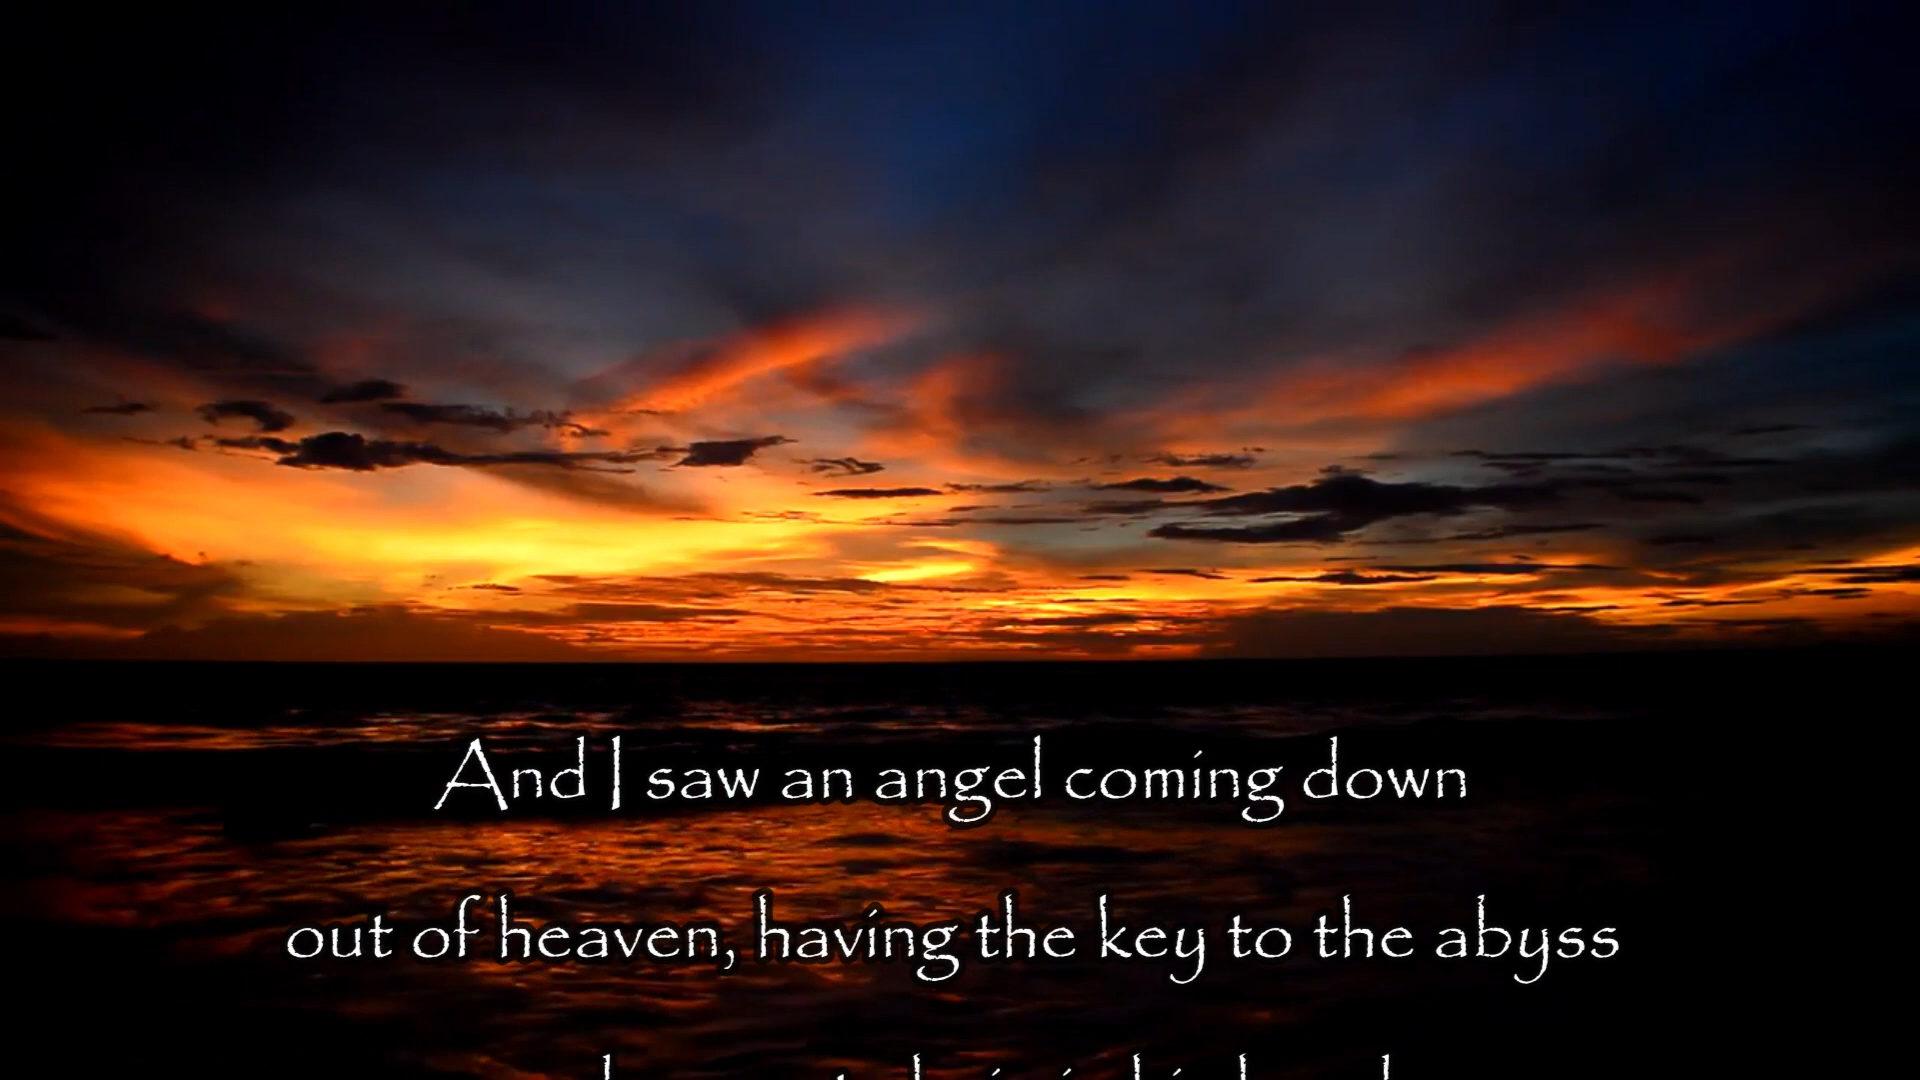 And I saw an angel coming down
out of heaven, having the key to the abyss